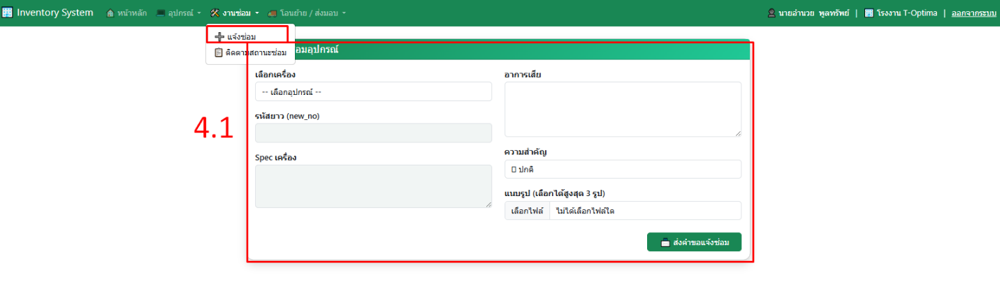 Inventory System หน้าหลัก อุปกรณ์ งานซ่อม โอนย้าย / ส่งมอบ นายอำนวย พูลทรัพย์ | โรงงาน T-Optima | ออกจากระบบ
แจ้งซ่อม
ติดตามสถานะซ่อม
อมอุปกรณ์
4.1
เลือกเครื่อง
-- เลือกอุปกรณ์ --
รหัสยาว (new_no)
Spec เครื่อง
อาการเสีย
ความสำคัญ
ปกติ
แนบรูป (เลือกได้สูงสุด 3 รูป)
เลือกไฟล์ ไม่ได้เลือกไฟล์ใด
ส่งคำขอแจ้งซ่อม